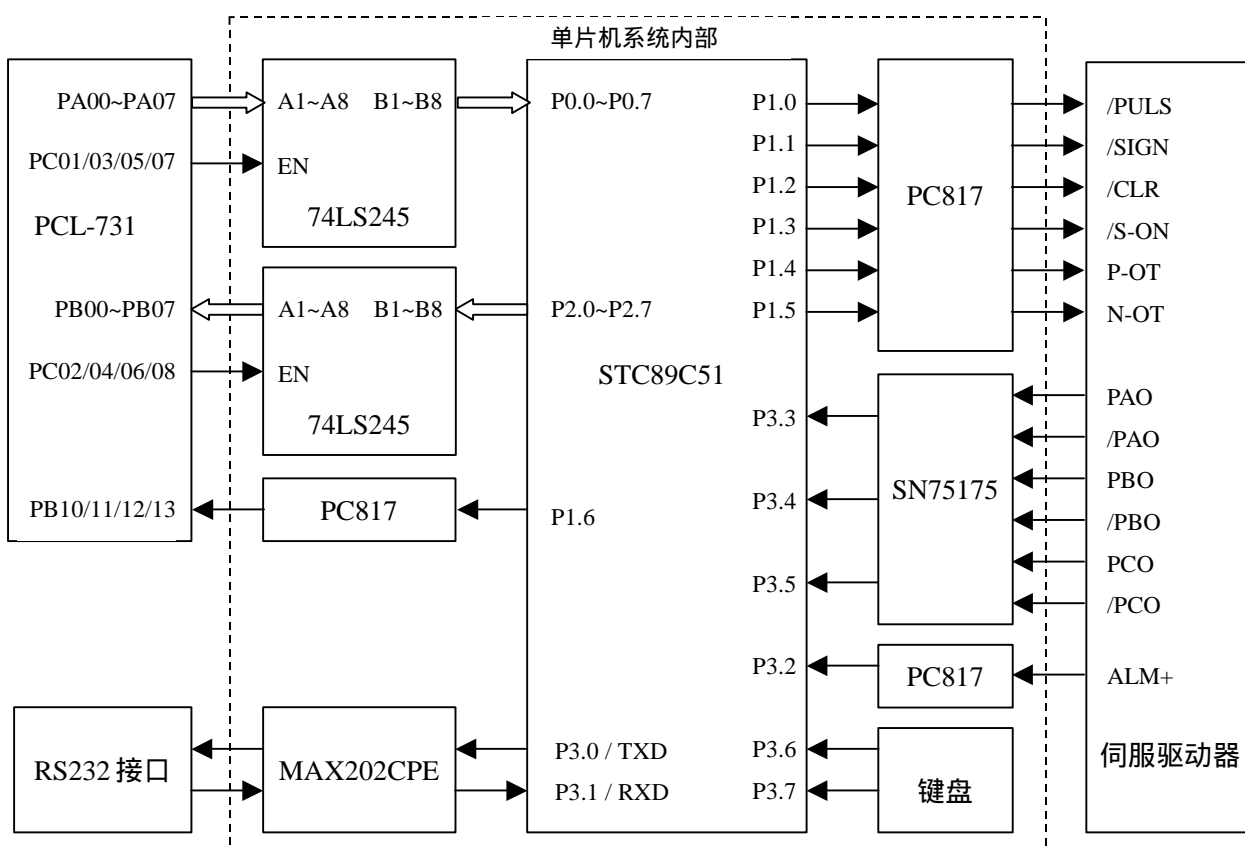 单片机系统内部
PA00~PA07
PC01/03/05/07
PCL-731
PB00~PB07
PC02/04/06/08
PB10/11/12/13
A1~A8 B1~B8
EN
74LS245
A1~A8 B1~B8
EN
74LS245
PC817
P0.0~P0.7
P2.0~P2.7
STC89C51
P1.6
P3.0 / TXD
P3.1 / RXD
P1.0
P1.1
P1.2
P1.3
P1.4
P1.5
P3.3
P3.4
P3.5
P3.2
P3.6
P3.7
PC817
SN75175
PC817
键盘
/PULS
/SIGN
/CLR
/S-ON
P-OT
N-OT
PAO
/PAO
PBO
/PBO
PCO
/PCO
ALM+
伺服驱动器
RS232 接口
MAX202CPE